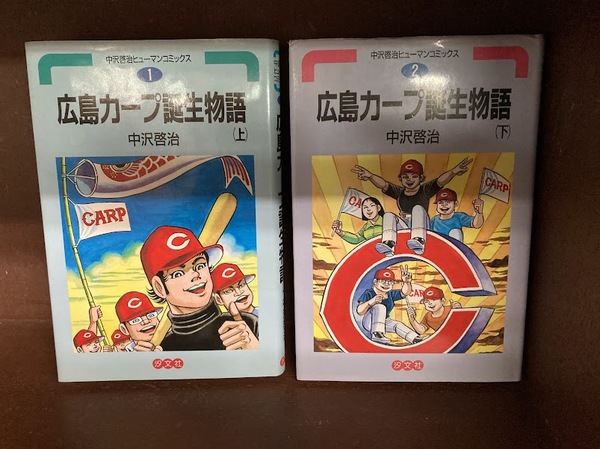 中沢啓治ヒューマンコミックス
1
広島カープ誕生物語
(上)
中沢啓治
CARP
C
C
C
汐文社
中沢啓治ヒューマンコミックス
2
広島カープ誕生物語
(下)
中沢啓治
CA
CARP
CARP
C
汐文社